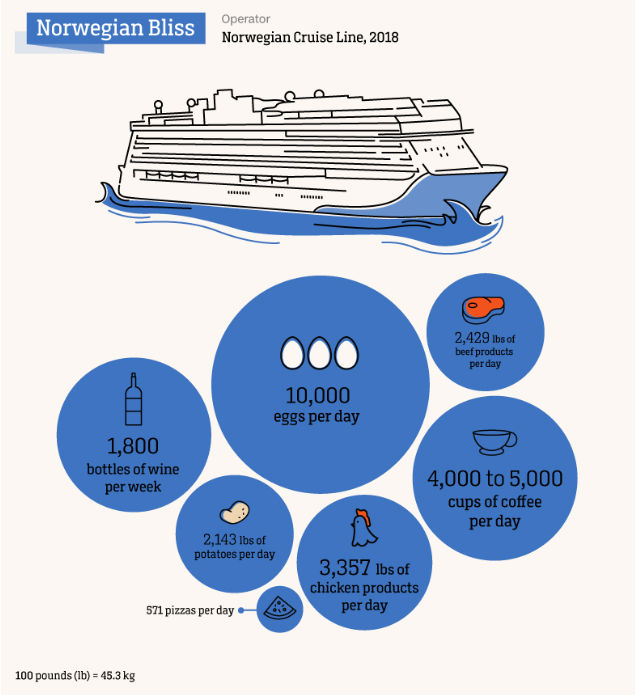 Norwegian Bliss
Operator
Norwegian Cruise Line, 2018
2,429 lbs of
beef products
per day
10,000
eggs per day
1,800
bottles of wine
per week
4,000 to 5,000
cups of coffee
per day
2,143 lbs of
potatoes per day
3,357 lbs of
chicken products
per day
571 pizzas per day
100 pounds (lb) = 45.3 kg